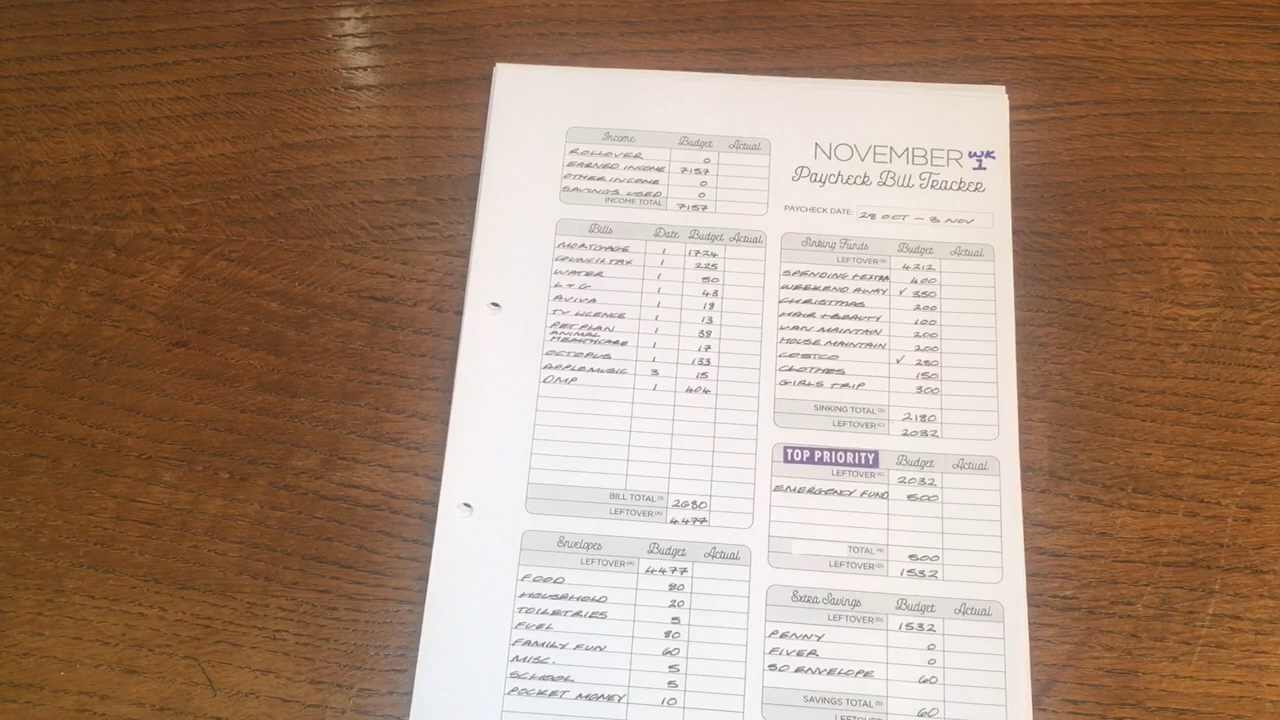 NOVEMBER WK 1
Paycheck Bill Tracker
PAYCHECK DATE: 28 OCT - 3 NOV
Income Budget Actual
ROLLOVER 0
EARNED INCOME 7157
OTHER INCOME 0
SAVINGS USED 0
INCOME TOTAL 7157
Bills Date Budget Actual
MORTGAGE 1 1724
COUNCIL TAX 1 225
WATER 1 50
L+G 1 43
AVIVA 1 18
TV LICENCE 1 13
PET PLAN 1 38
ANIMAL HEALTHCARE 1 17
OCTOPUS 1 133
APPLE MUSIC 3 15
DMP 1 404
BILL TOTAL (1) 2680
LEFTOVER (A) 4477
Envelopes Budget Actual
LEFTOVER (A) 4477
FOOD 80
HOUSEHOLD 20
TOILETRIES 5
FUEL 80
FAMILY FUN 60
MISC. 5
SCHOOL 5
POCKET MONEY 10
Sinking Funds Budget Actual
LEFTOVER (B) 4212
SPENDING + EXTRA 400
WEEKEND AWAY ✓ 350
CHRISTMAS 200
HAIR + BEAUTY 100
VAN MAINTAIN 200
HOUSE MAINTAIN 200
COSTCO ✓ 280
CLOTHES 150
GIRLS TRIP 300
SINKING TOTAL (3) 2180
LEFTOVER (C) 2032
TOP PRIORITY Budget Actual
LEFTOVER (C) 2032
EMERGENCY FUND 500
TOTAL (4) 500
LEFTOVER (D) 1532
Extra Savings Budget Actual
LEFTOVER (D) 1532
PENNY 0
FIVER 0
50 ENVELOPE 60
SAVINGS TOTAL (5) 60
LEFTOVER